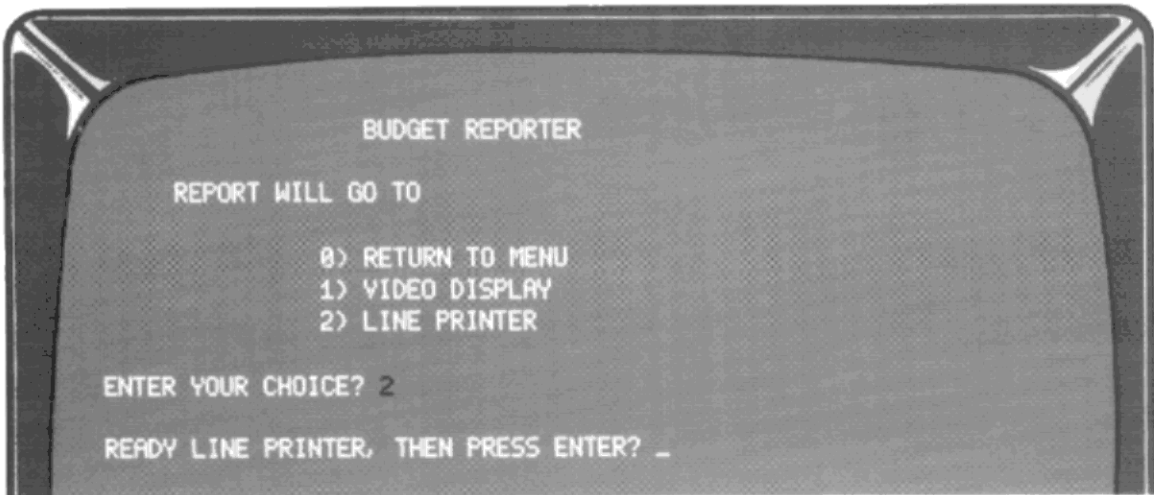 BUDGET REPORTER
REPORT WILL GO TO
0) RETURN TO MENU
1) VIDEO DISPLAY
2) LINE PRINTER
ENTER YOUR CHOICE? 2
READY LINE PRINTER, THEN PRESS ENTER? _